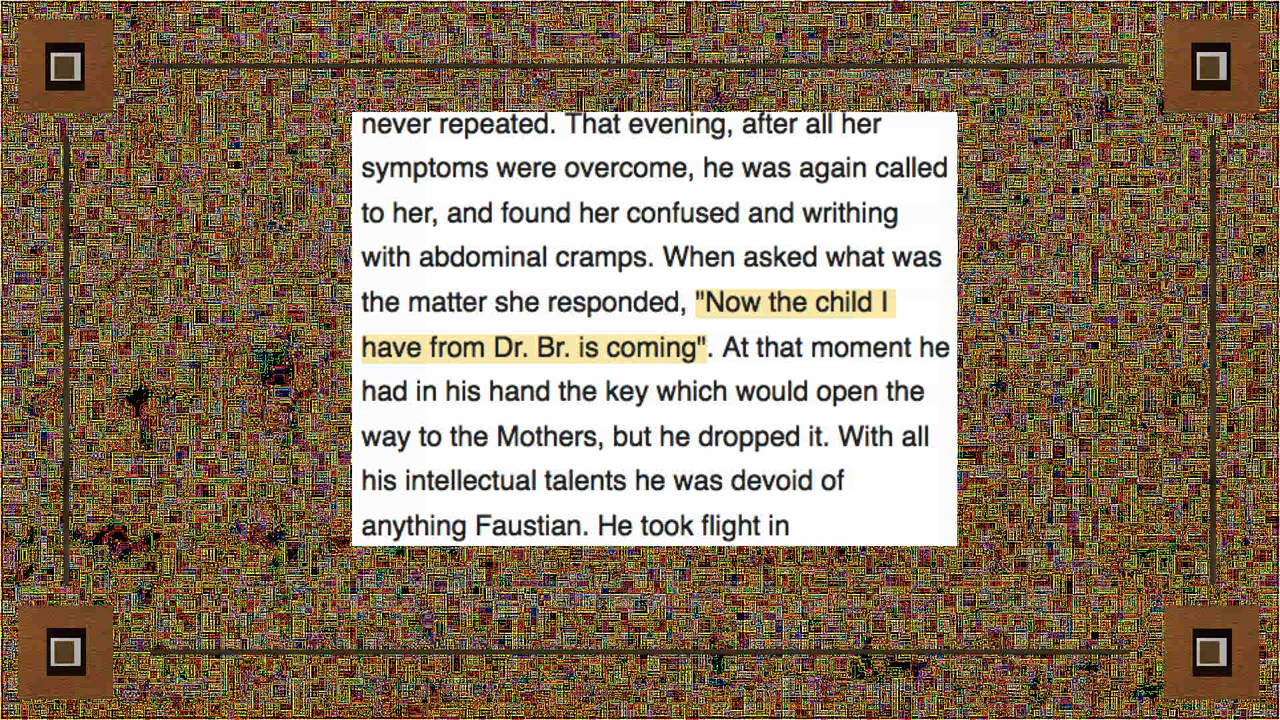 never repeated. That evening, after all her
symptoms were overcome, he was again called
to her, and found her confused and writhing
with abdominal cramps. When asked what was
the matter she responded, "Now the child I
have from Dr. Br. is coming". At that moment he
had in his hand the key which would open the
way to the Mothers, but he dropped it. With all
his intellectual talents he was devoid of
anything Faustian. He took flight in